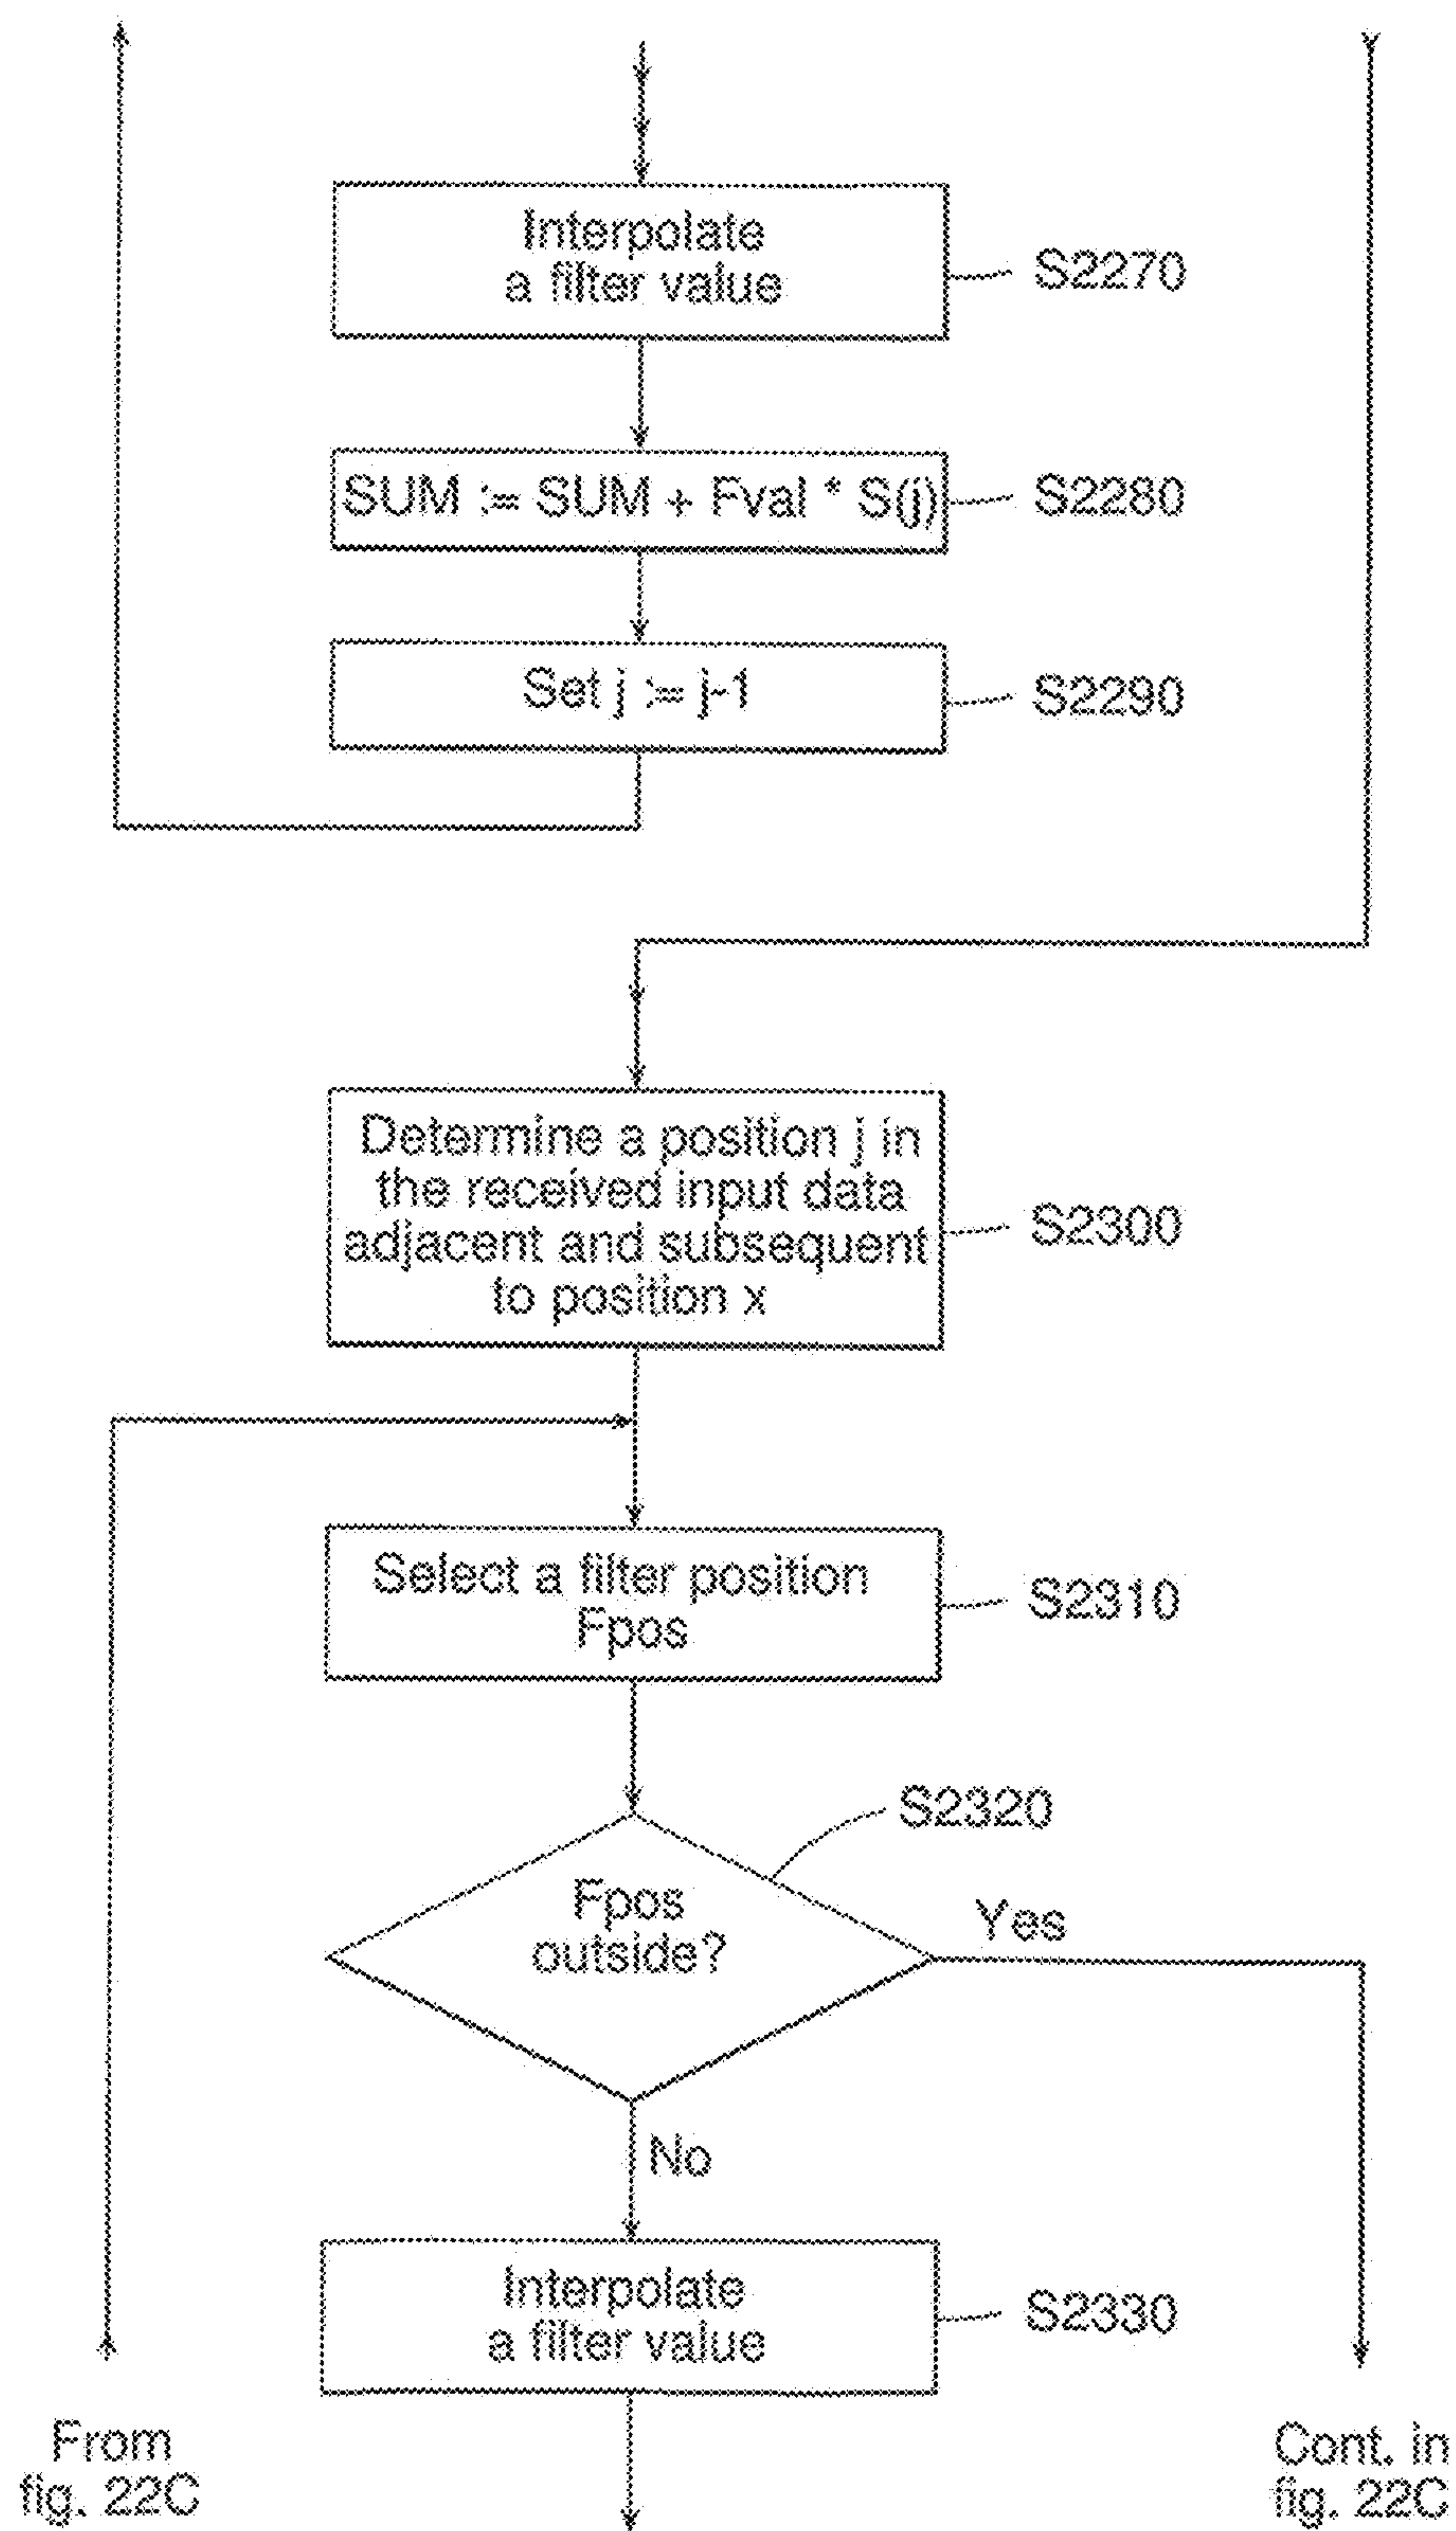 Interpolate
a filter value
S2270
SUM := SUM + Fval * S(j)
S2280
Set j := j-1
S2290
Determine a position j in
the received input data
adjacent and subsequent
to position x
S2300
Select a filter position
Fpos
S2310
S2320
Fpos
outside?
Yes
No
Interpolate
a filter value
S2330
From
fig. 22C
Cont. in
fig. 22C